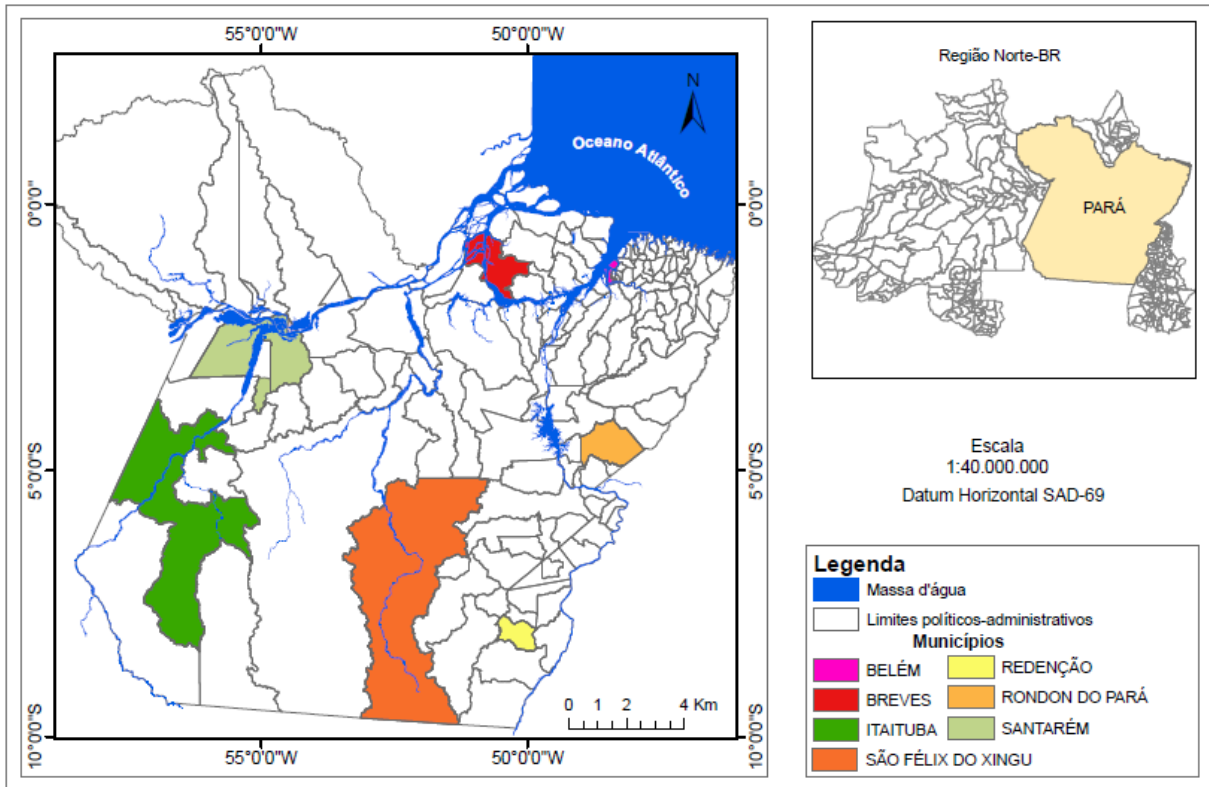 55°0'0"W
50°0'0"W
N
Oceano Atlântico
0°0'0"
0°0'0"
5°0'0"S
5°0'0"S
10°0'0"S
10°0'0"S
0 1 2 4 Km
55°0'0"W
50°0'0"W
Região Norte-BR
PARÁ
Escala
1:40.000.000
Datum Horizontal SAD-69
Legenda
Massa d'água
Limites políticos-administrativos
Municípios
BELÉM
REDENÇÃO
BREVES
RONDON DO PARÁ
ITAITUBA
SANTARÉM
SÃO FÉLIX DO XINGU